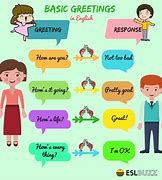 BASIC GREETINGS
in English
GREETING
RESPONSE
How are you?
Not too bad
How's it going?
Pretty good
How's life?
Great!
How's every thing?
I'm OK
ESLBUZZ